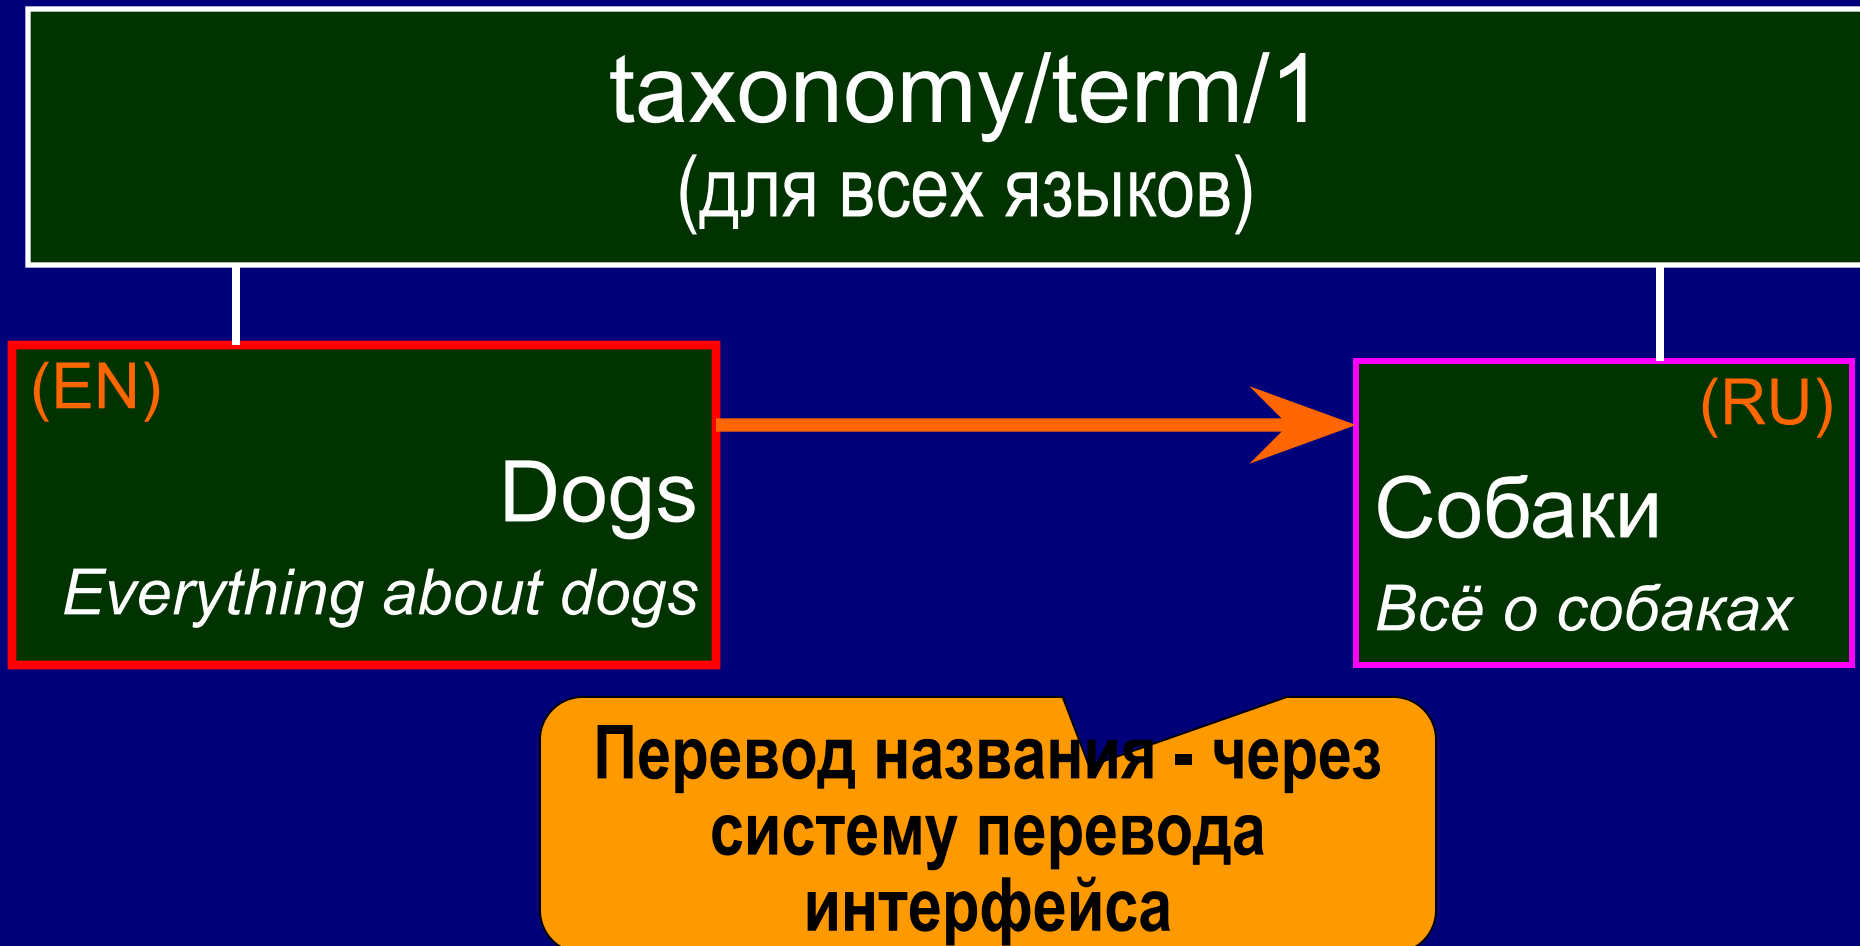 taxonomy/term/1
(для всех языков)
(EN)
Dogs
Everything about dogs
(RU)
Собаки
Всё о собаках
Перевод названия - через
систему перевода
интерфейса